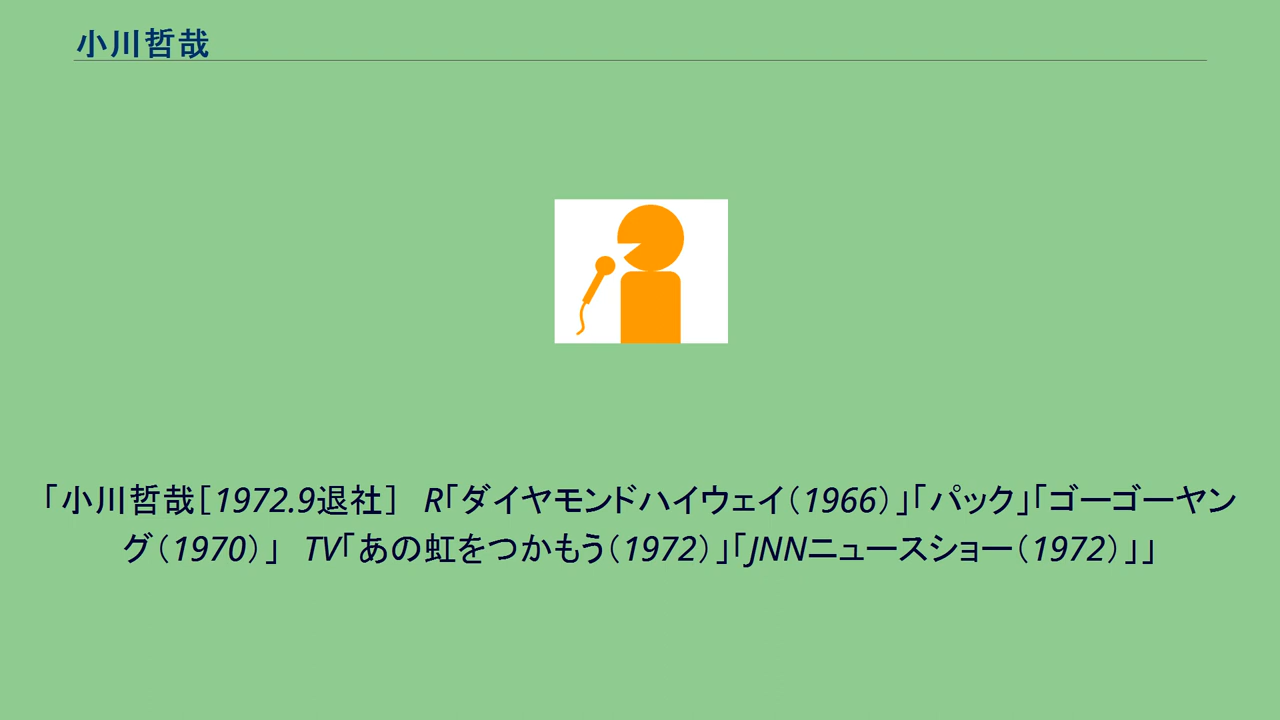 小川哲哉
「小川哲哉［1972.9退社］　R「ダイヤモンドハイウェイ（1966）」「パック」「ゴーゴーヤン
グ（1970）」　TV「あの虹をつかもう（1972）」「JNNニュースショー（1972）」」